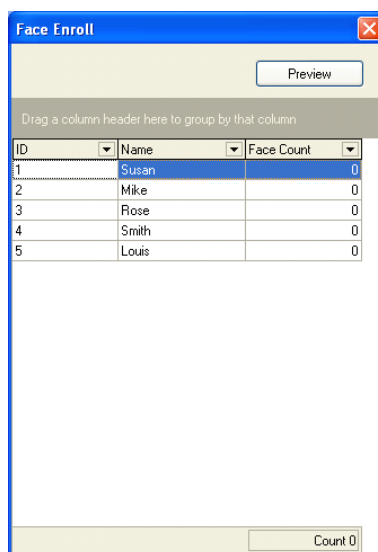 Face Enroll
Preview
Drag a column header here to group by that column
ID Name Face Count
1 Susan 0
2 Mike 0
3 Rose 0
4 Smith 0
5 Louis 0
Count 0